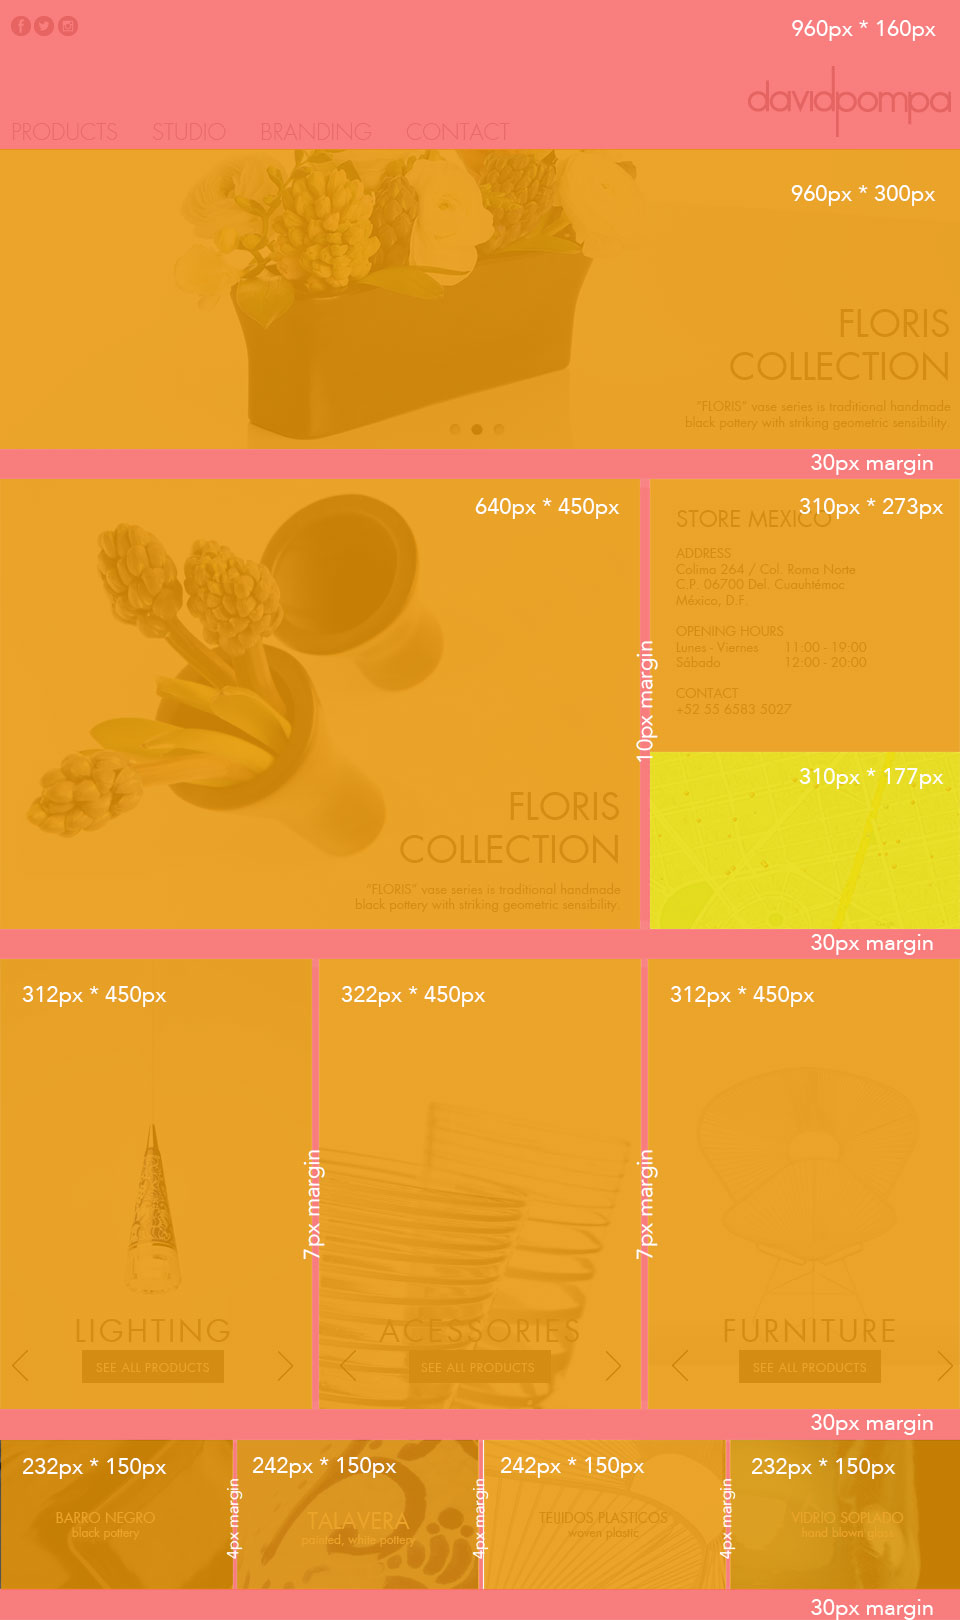 960px * 160px
davidpompa
PRODUCTS STUDIO BRANDING CONTACT
960px * 300px
FLORIS
COLLECTION
"FLORIS" vase series is traditional handmade
black pottery with striking geometric sensibility.
30px margin
640px * 450px
FLORIS
COLLECTION
"FLORIS" vase series is traditional handmade
black pottery with striking geometric sensibility.
10px margin
310px * 273px
STORE MEXICO
ADDRESS
Colima 264 / Col. Roma Norte
C.P. 06700 Del. Cuauhtémoc
México, D.F.
OPENING HOURS
Lunes - Viernes 11:00 - 19:00
Sábado 12:00 - 20:00
CONTACT
+52 55 6583 5027
310px * 177px
30px margin
312px * 450px
LIGHTING
SEE ALL PRODUCTS
7px margin
322px * 450px
ACESSORIES
SEE ALL PRODUCTS
7px margin
312px * 450px
FURNITURE
SEE ALL PRODUCTS
30px margin
232px * 150px
BARRO NEGRO
black pottery
4px margin
242px * 150px
TALAVERA
painted, white pottery
4px margin
242px * 150px
TEIJIDOS PLASTICOS
woven plastic
4px margin
232px * 150px
VIDRIO SOPLADO
hand blown glass
30px margin